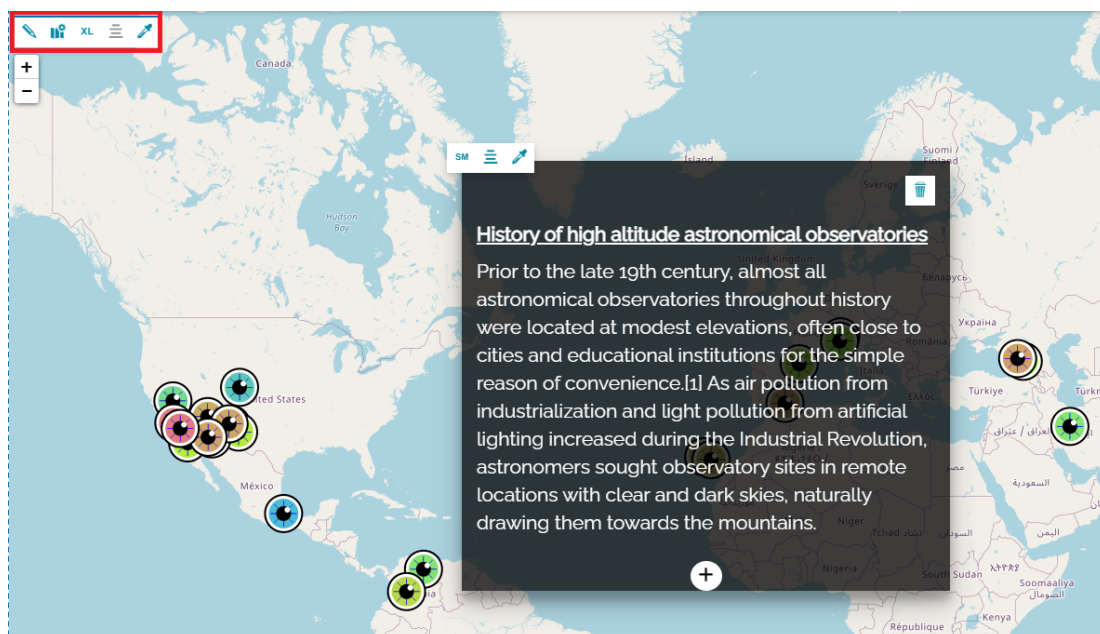 XL
+
−
Canada
Hudson
Bay
SM
Ísland
Suomi /
Finland
Sverige
History of high altitude astronomical observatories
United Kingdom
Беларусь
Prior to the late 19th century, almost all
astronomical observatories throughout history
were located at modest elevations, often close to
cities and educational institutions for the simple
reason of convenience.[1] As air pollution from
industrialization and light pollution from artificial
lighting increased during the Industrial Revolution,
astronomers sought observatory sites in remote
locations with clear and dark skies, naturally
drawing them towards the mountains.
+
Україна
România
Italia
Ελλάς
Türkiye
ited States
México
العراق / عێراق
مصر
السعودية
Niger
Tchad تشاد
السودان
اليمن
Nigeria
South Sudan
Soomaaliya
الصومال
Kenya
République